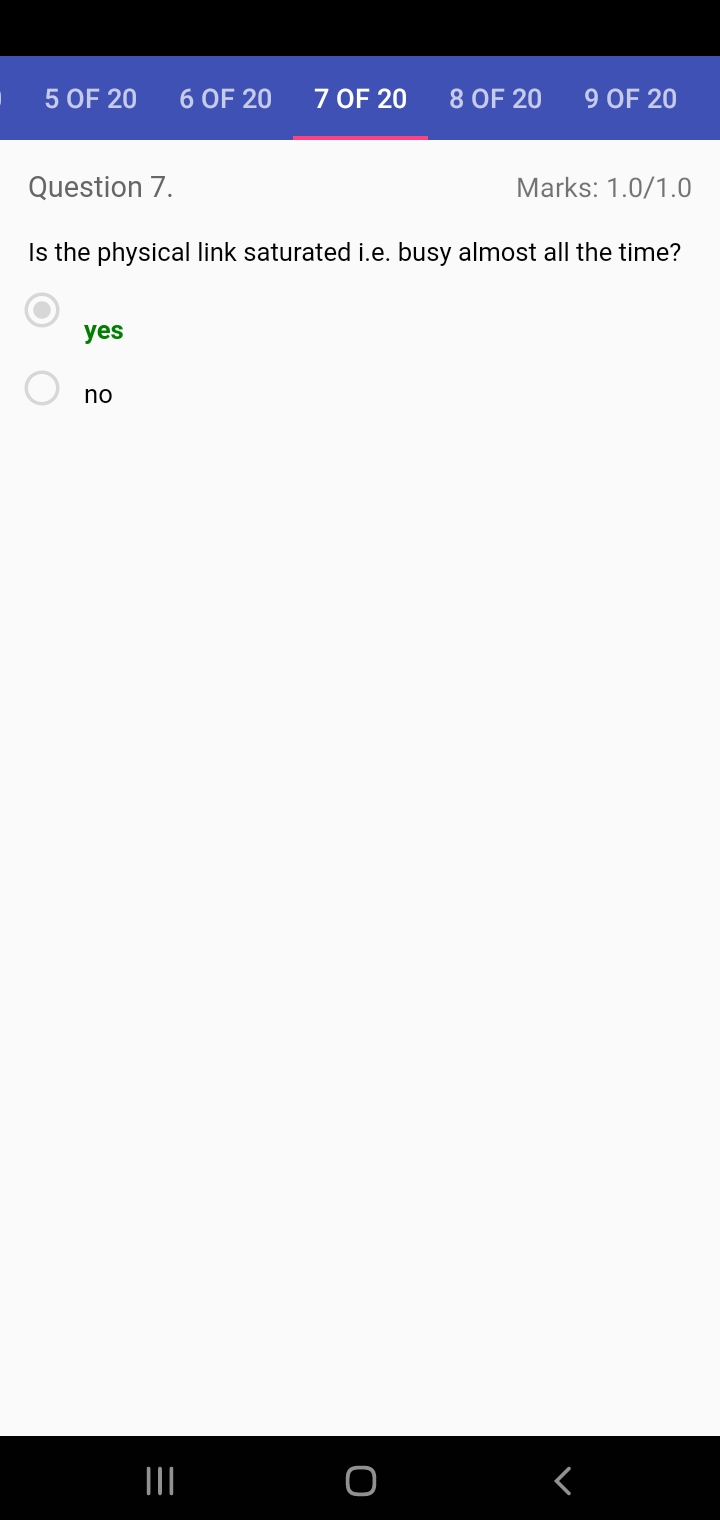 5 OF 20 6 OF 20 7 OF 20 8 OF 20 9 OF 20
Question 7. Marks: 1.0/1.0
Is the physical link saturated i.e. busy almost all the time?
yes
no